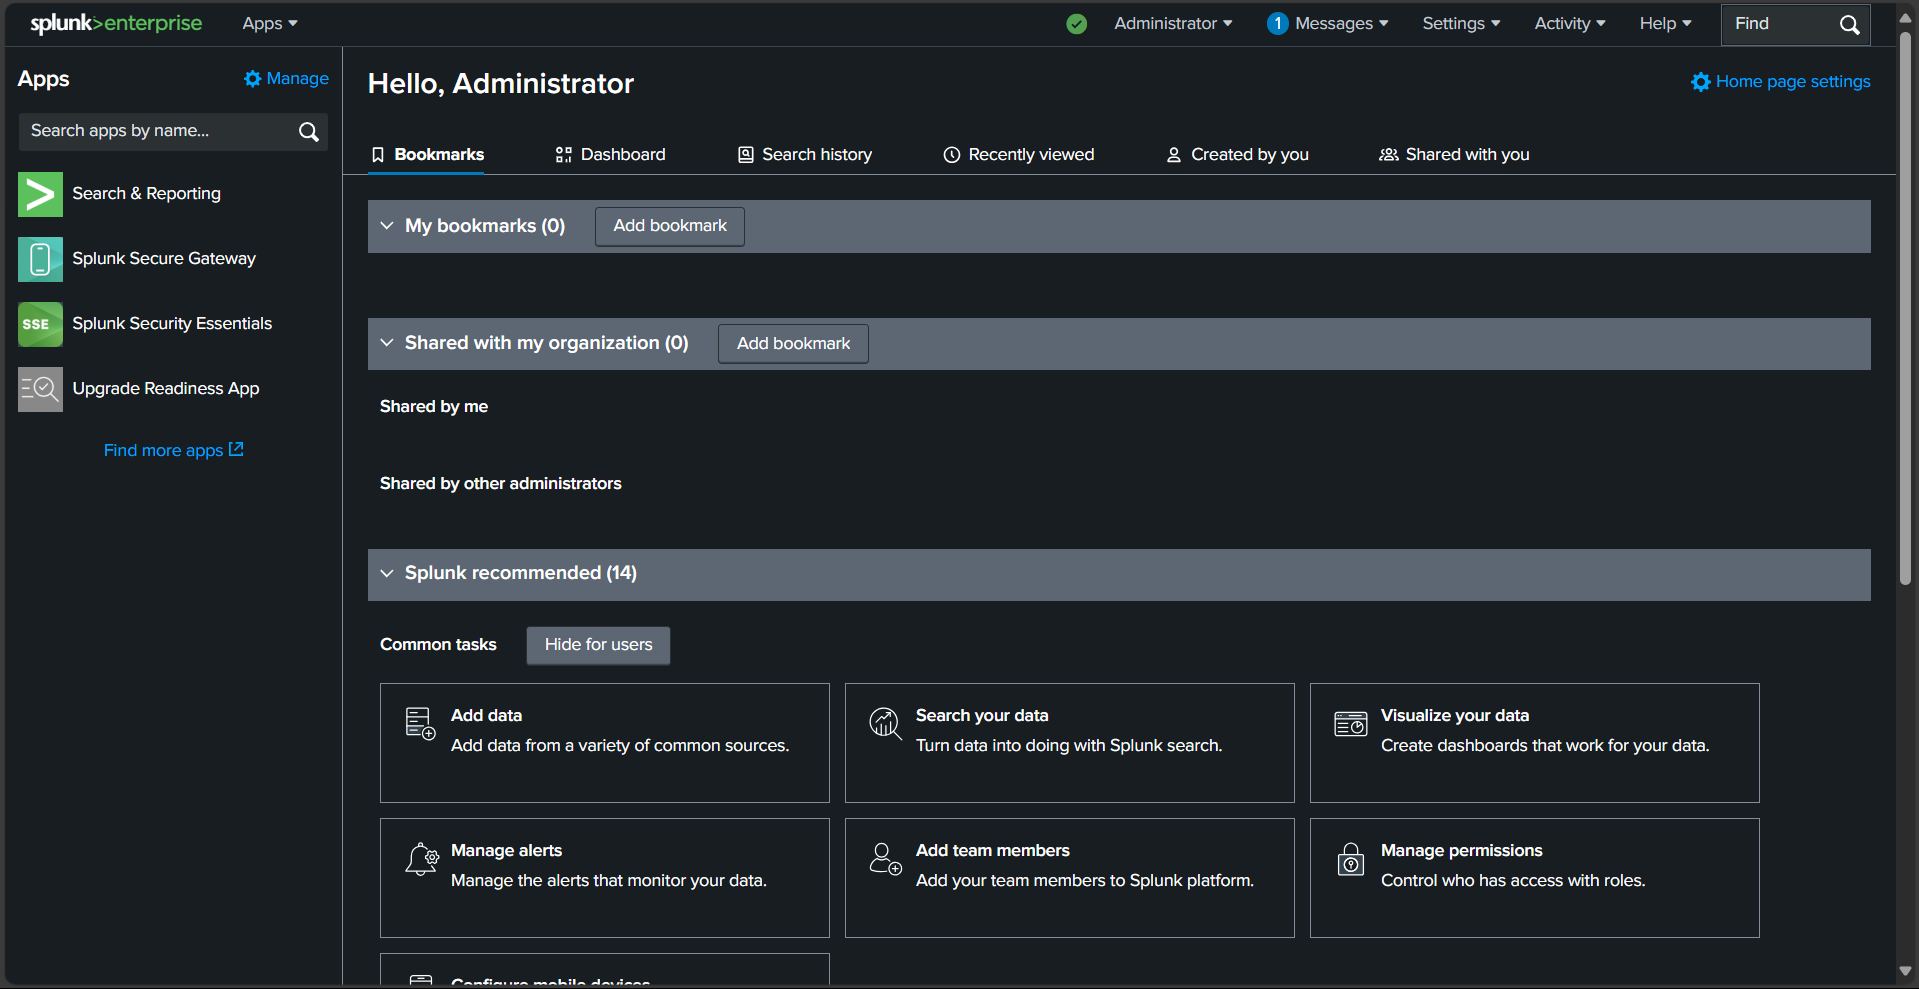 splunk>enterprise
Apps
Administrator
1
Messages
Settings
Activity
Help
Find
Apps
Manage
Search apps by name...
Search & Reporting
Splunk Secure Gateway
SSE
Splunk Security Essentials
Upgrade Readiness App
Find more apps
Hello, Administrator
Home page settings
Bookmarks
Dashboard
Search history
Recently viewed
Created by you
Shared with you
My bookmarks (0)
Add bookmark
Shared with my organization (0)
Add bookmark
Shared by me
Shared by other administrators
Splunk recommended (14)
Common tasks
Hide for users
Add data
Add data from a variety of common sources.
Search your data
Turn data into doing with Splunk search.
Visualize your data
Create dashboards that work for your data.
Manage alerts
Manage the alerts that monitor your data.
Add team members
Add your team members to Splunk platform.
Manage permissions
Control who has access with roles.
Configure mobile devices